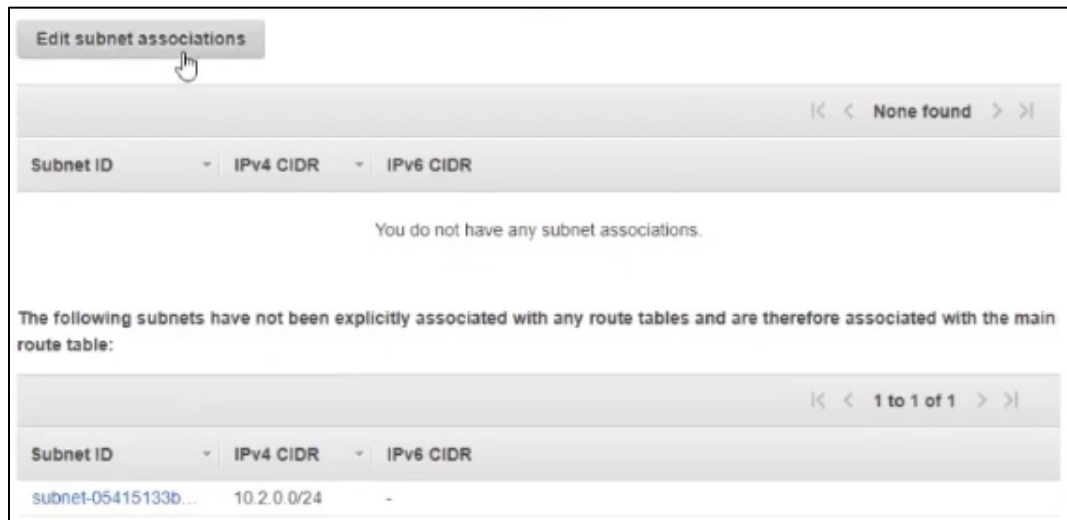 Edit subnet associations
None found
Subnet ID IPv4 CIDR IPv6 CIDR
You do not have any subnet associations.
The following subnets have not been explicitly associated with any route tables and are therefore associated with the main
route table:
1 to 1 of 1
Subnet ID IPv4 CIDR IPv6 CIDR
subnet-05415133b... 10.2.0.0/24 -